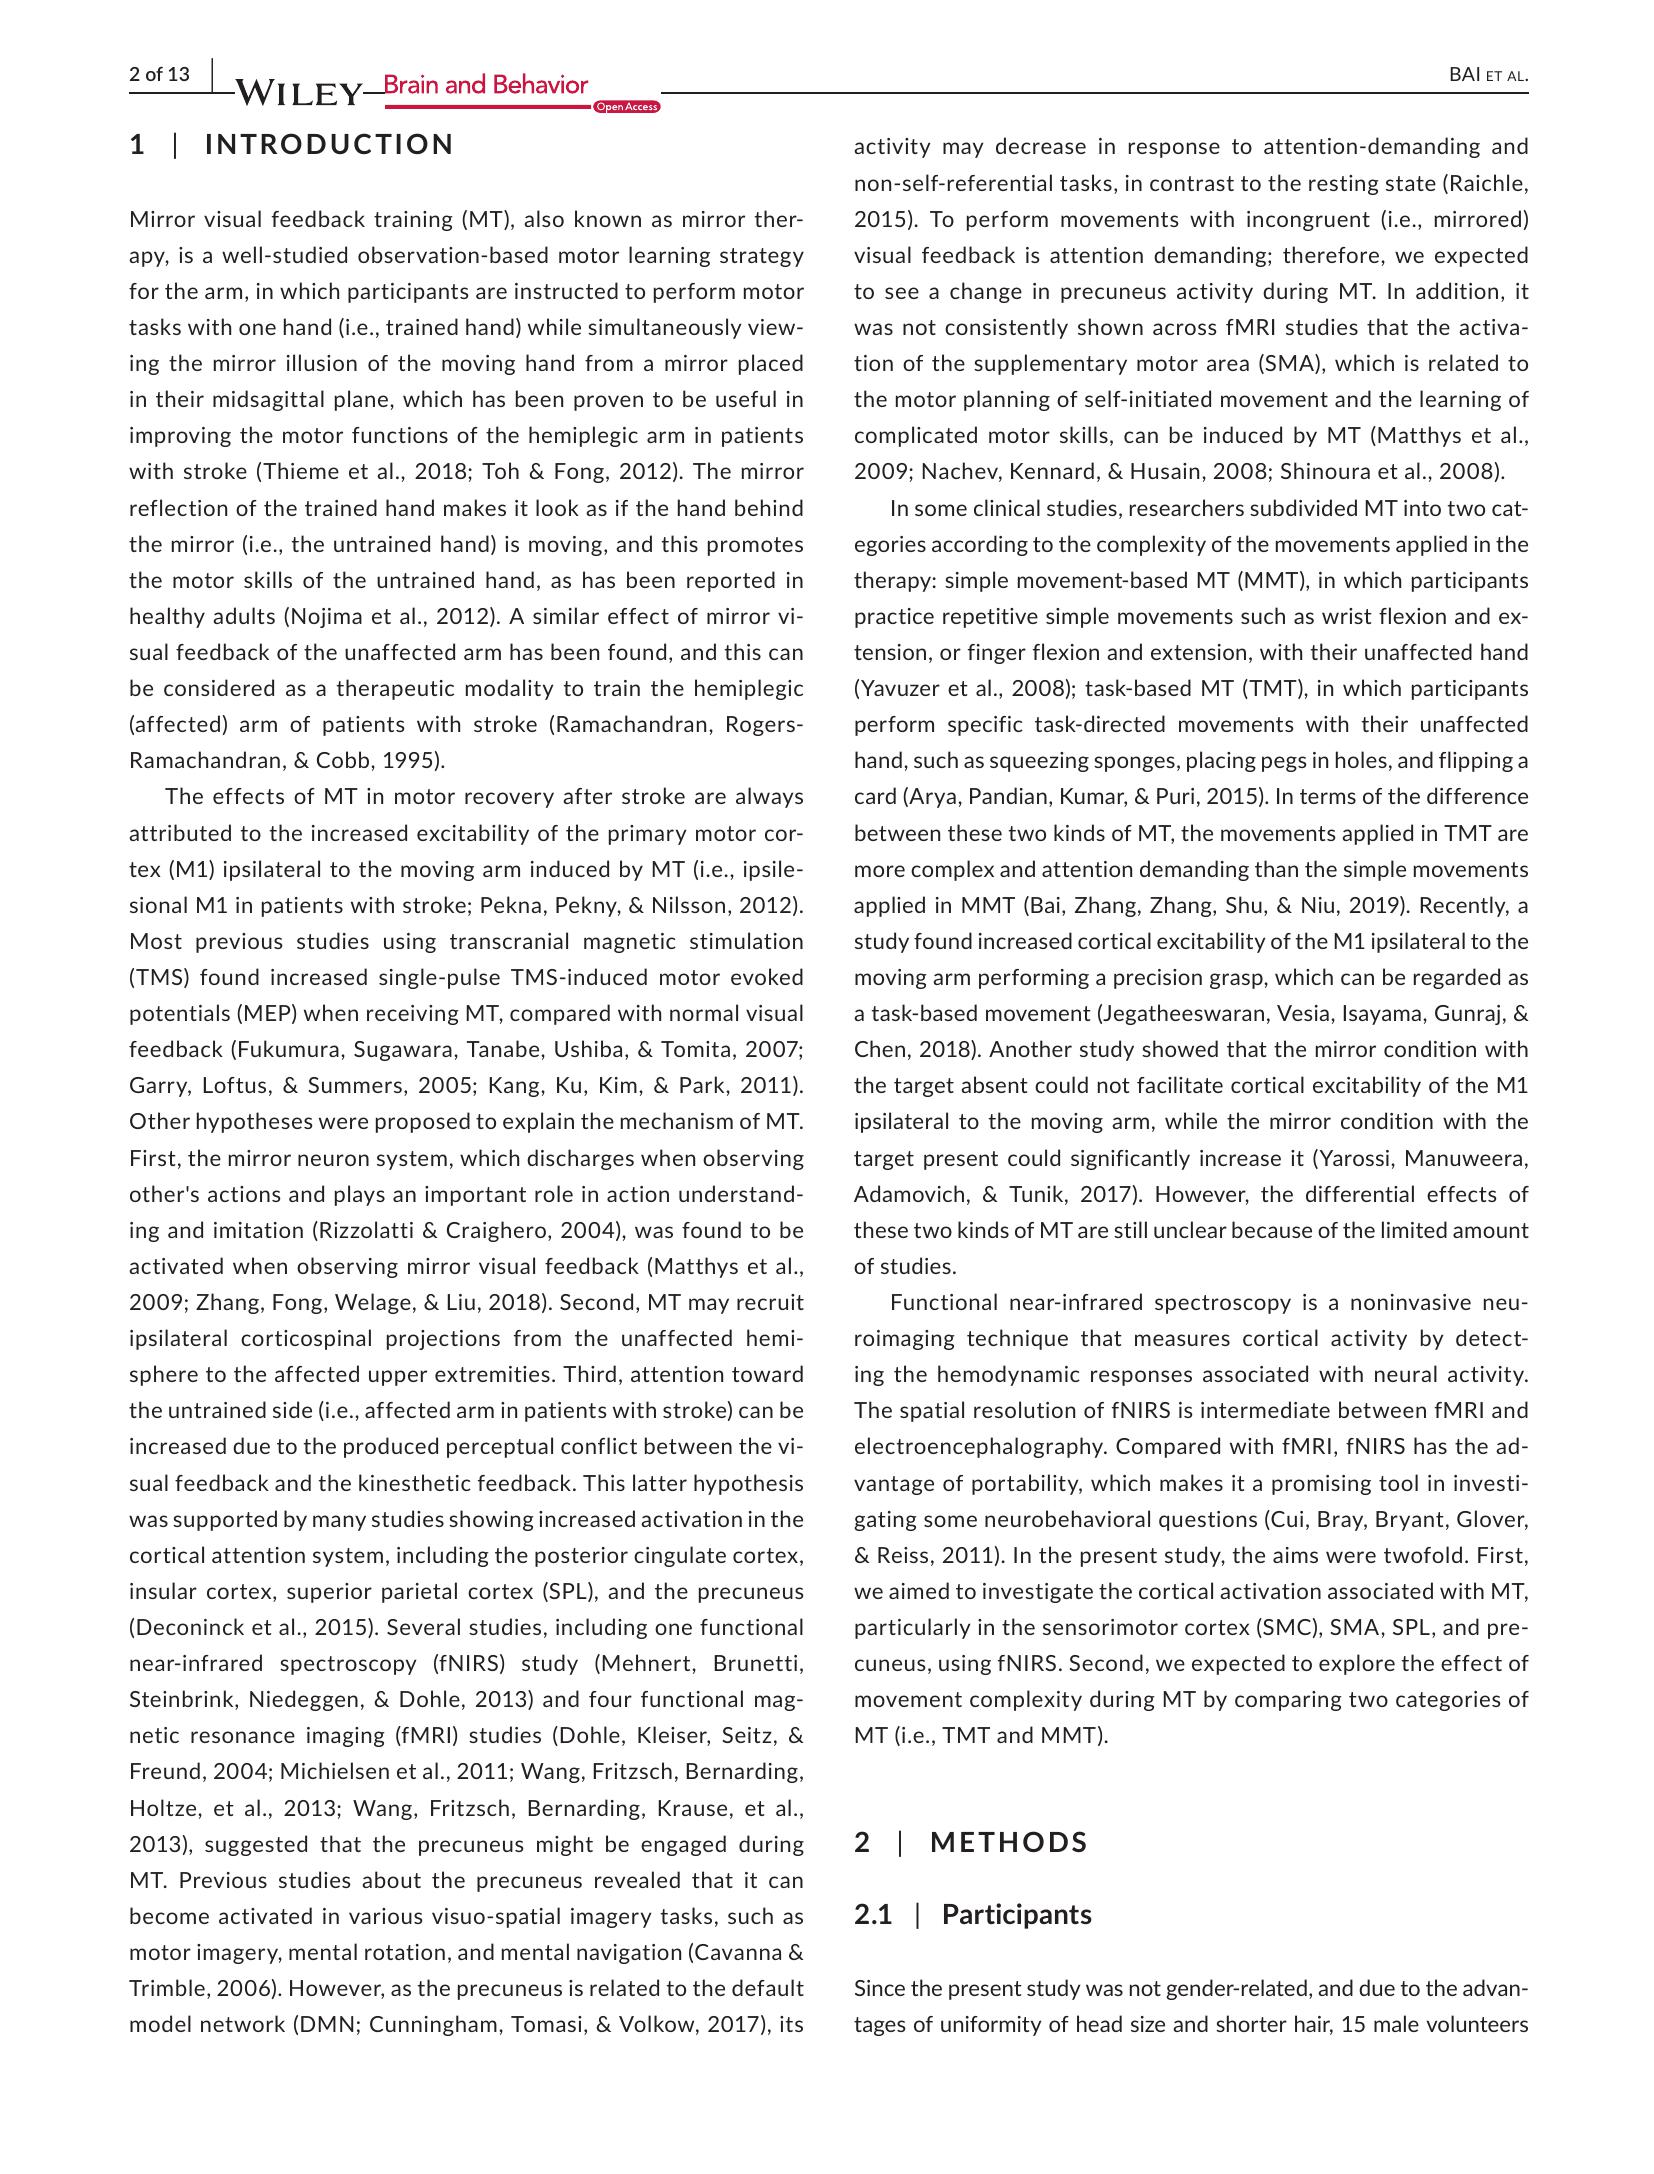 2 of 13
WILEY
Brain and Behavior
Open Access
BAI ET AL.
1 | INTRODUCTION
Mirror visual feedback training (MT), also known as mirror ther-
apy, is a well-studied observation-based motor learning strategy
for the arm, in which participants are instructed to perform motor
tasks with one hand (i.e., trained hand) while simultaneously view-
ing the mirror illusion of the moving hand from a mirror placed
in their midsagittal plane, which has been proven to be useful in
improving the motor functions of the hemiplegic arm in patients
with stroke (Thieme et al., 2018; Toh & Fong, 2012). The mirror
reflection of the trained hand makes it look as if the hand behind
the mirror (i.e., the untrained hand) is moving, and this promotes
the motor skills of the untrained hand, as has been reported in
healthy adults (Nojima et al., 2012). A similar effect of mirror vi-
sual feedback of the unaffected arm has been found, and this can
be considered as a therapeutic modality to train the hemiplegic
(affected) arm of patients with stroke (Ramachandran, Rogers-
Ramachandran, & Cobb, 1995).
The effects of MT in motor recovery after stroke are always
attributed to the increased excitability of the primary motor cor-
tex (M1) ipsilateral to the moving arm induced by MT (i.e., ipsile-
sional M1 in patients with stroke; Pekna, Pekny, & Nilsson, 2012).
Most previous studies using transcranial magnetic stimulation
(TMS) found increased single-pulse TMS-induced motor evoked
potentials (MEP) when receiving MT, compared with normal visual
feedback (Fukumura, Sugawara, Tanabe, Ushiba, & Tomita, 2007;
Garry, Loftus, & Summers, 2005; Kang, Ku, Kim, & Park, 2011).
Other hypotheses were proposed to explain the mechanism of MT.
First, the mirror neuron system, which discharges when observing
other's actions and plays an important role in action understand-
ing and imitation (Rizzolatti & Craighero, 2004), was found to be
activated when observing mirror visual feedback (Matthys et al.,
2009; Zhang, Fong, Welage, & Liu, 2018). Second, MT may recruit
ipsilateral corticospinal projections from the unaffected hemi-
sphere to the affected upper extremities. Third, attention toward
the untrained side (i.e., affected arm in patients with stroke) can be
increased due to the produced perceptual conflict between the vi-
sual feedback and the kinesthetic feedback. This latter hypothesis
was supported by many studies showing increased activation in the
cortical attention system, including the posterior cingulate cortex,
insular cortex, superior parietal cortex (SPL), and the precuneus
(Deconinck et al., 2015). Several studies, including one functional
near-infrared spectroscopy (fNIRS) study (Mehnert, Brunetti,
Steinbrink, Niedeggen, & Dohle, 2013) and four functional mag-
netic resonance imaging (fMRI) studies (Dohle, Kleiser, Seitz, &
Freund, 2004; Michielsen et al., 2011; Wang, Fritzsch, Bernarding,
Holtze, et al., 2013; Wang, Fritzsch, Bernarding, Krause, et al.,
2013), suggested that the precuneus might be engaged during
MT. Previous studies about the precuneus revealed that it can
become activated in various visuo-spatial imagery tasks, such as
motor imagery, mental rotation, and mental navigation (Cavanna &
Trimble, 2006). However, as the precuneus is related to the default
model network (DMN; Cunningham, Tomasi, & Volkow, 2017), its
activity may decrease in response to attention-demanding and
non-self-referential tasks, in contrast to the resting state (Raichle,
2015). To perform movements with incongruent (i.e., mirrored)
visual feedback is attention demanding; therefore, we expected
to see a change in precuneus activity during MT. In addition, it
was not consistently shown across fMRI studies that the activa-
tion of the supplementary motor area (SMA), which is related to
the motor planning of self-initiated movement and the learning of
complicated motor skills, can be induced by MT (Matthys et al.,
2009; Nachev, Kennard, & Husain, 2008; Shinoura et al., 2008).
In some clinical studies, researchers subdivided MT into two cat-
egories according to the complexity of the movements applied in the
therapy: simple movement-based MT (MMT), in which participants
practice repetitive simple movements such as wrist flexion and ex-
tension, or finger flexion and extension, with their unaffected hand
(Yavuzer et al., 2008); task-based MT (TMT), in which participants
perform specific task-directed movements with their unaffected
hand, such as squeezing sponges, placing pegs in holes, and flipping a
card (Arya, Pandian, Kumar, & Puri, 2015). In terms of the difference
between these two kinds of MT, the movements applied in TMT are
more complex and attention demanding than the simple movements
applied in MMT (Bai, Zhang, Zhang, Shu, & Niu, 2019). Recently, a
study found increased cortical excitability of the M1 ipsilateral to the
moving arm performing a precision grasp, which can be regarded as
a task-based movement (Jegatheeswaran, Vesia, Isayama, Gunraj, &
Chen, 2018). Another study showed that the mirror condition with
the target absent could not facilitate cortical excitability of the M1
ipsilateral to the moving arm, while the mirror condition with the
target present could significantly increase it (Yarossi, Manuweera,
Adamovich, & Tunik, 2017). However, the differential effects of
these two kinds of MT are still unclear because of the limited amount
of studies.
Functional near-infrared spectroscopy is a noninvasive neu-
roimaging technique that measures cortical activity by detect-
ing the hemodynamic responses associated with neural activity.
The spatial resolution of fNIRS is intermediate between fMRI and
electroencephalography. Compared with fMRI, fNIRS has the ad-
vantage of portability, which makes it a promising tool in investi-
gating some neurobehavioral questions (Cui, Bray, Bryant, Glover,
& Reiss, 2011). In the present study, the aims were twofold. First,
we aimed to investigate the cortical activation associated with MT,
particularly in the sensorimotor cortex (SMC), SMA, SPL, and pre-
cuneus, using fNIRS. Second, we expected to explore the effect of
movement complexity during MT by comparing two categories of
MT (i.e., TMT and MMT).
2 | METHODS
2.1 | Participants
Since the present study was not gender-related, and due to the advan-
tages of uniformity of head size and shorter hair, 15 male volunteers